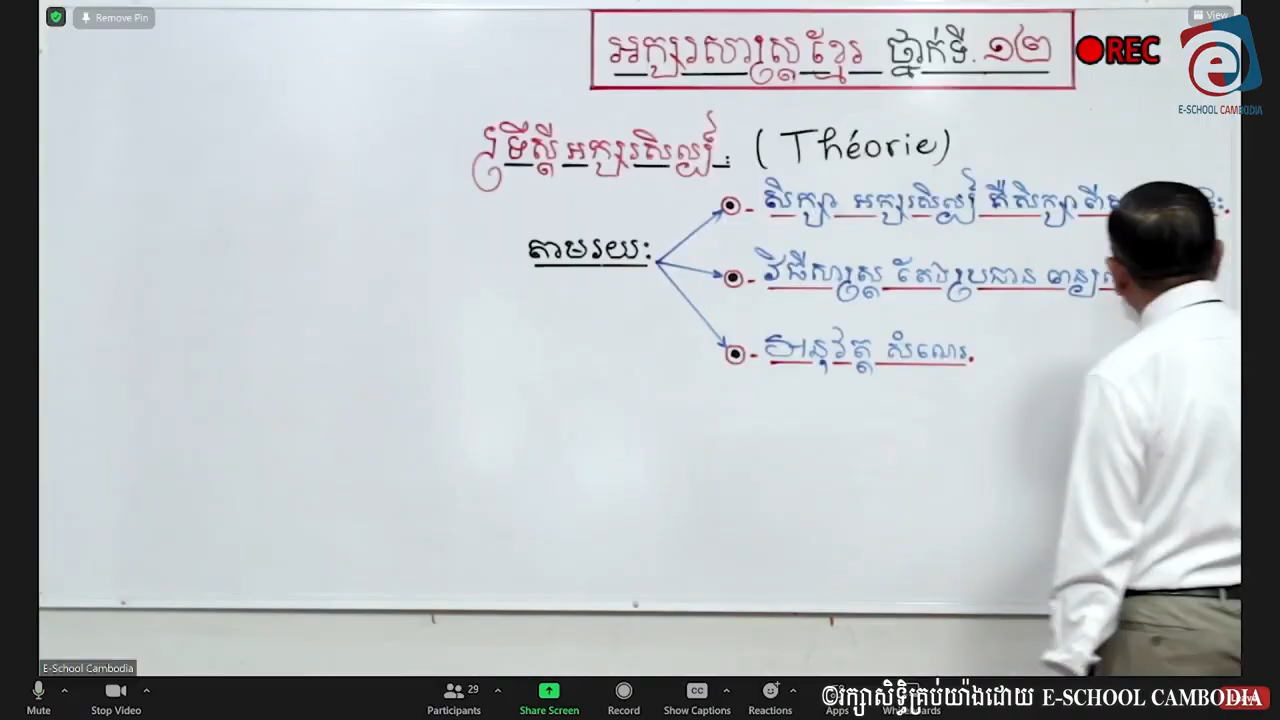 Remove Pin
View
អក្សរសាស្ត្រខ្មែរ ថ្នាក់ទី.១២
REC
E-SCHOOL CAMBODIA
ទ្រឹស្តីអក្សរសិល្ប៍ : (Théorie)
សិក្សា អក្សរសិល្ប៍ គឺសិក្សាពី
តាមរយៈ
វិធីសាស្ត្រ តែងប្រធាន ពន្យល់
អនុវត្ត សំណេរ.
E-School Cambodia
Mute
Stop Video
Participants 29
Share Screen
Record
CC
Show Captions
Reactions
Apps
Whiteboards
©រក្សាសិទ្ធិគ្រប់យ៉ាងដោយ E-SCHOOL CAMBODIA